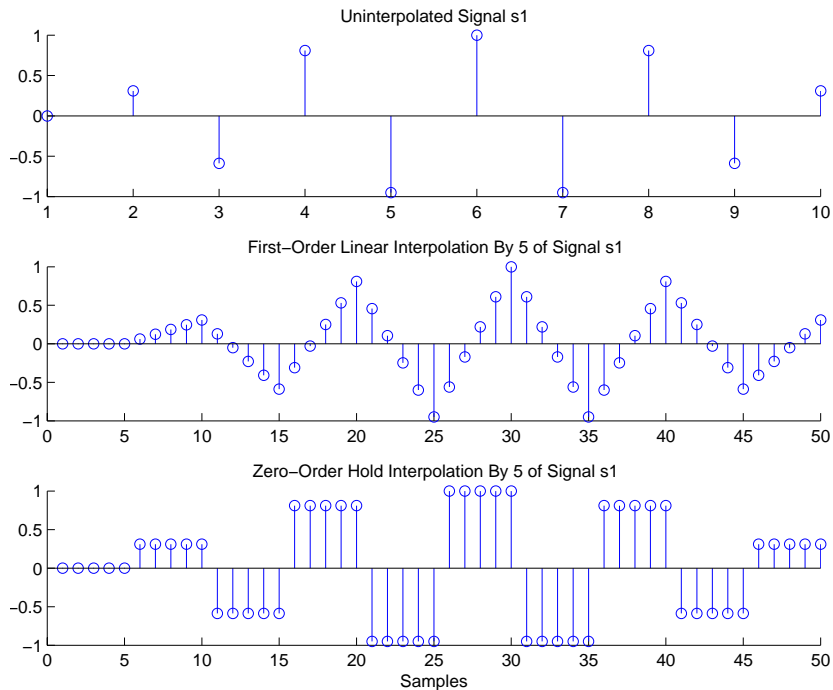 Uninterpolated Signal s1
1
0.5
0
−0.5
−1
1 2 3 4 5 6 7 8 9 10
First−Order Linear Interpolation By 5 of Signal s1
1
0.5
0
−0.5
−1
0 5 10 15 20 25 30 35 40 45 50
Zero−Order Hold Interpolation By 5 of Signal s1
1
0.5
0
−0.5
−1
0 5 10 15 20 25 30 35 40 45 50
Samples